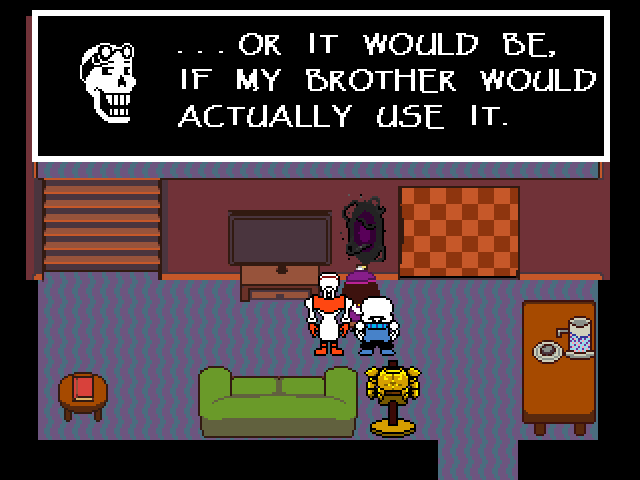 ...OR IT WOULD BE,
IF MY BROTHER WOULD
ACTUALLY USE IT.